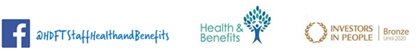 @HDFTStaffHealthandBenefits
Health &
Benefits
INVESTORS
IN PEOPLE
Bronze
Until 2020